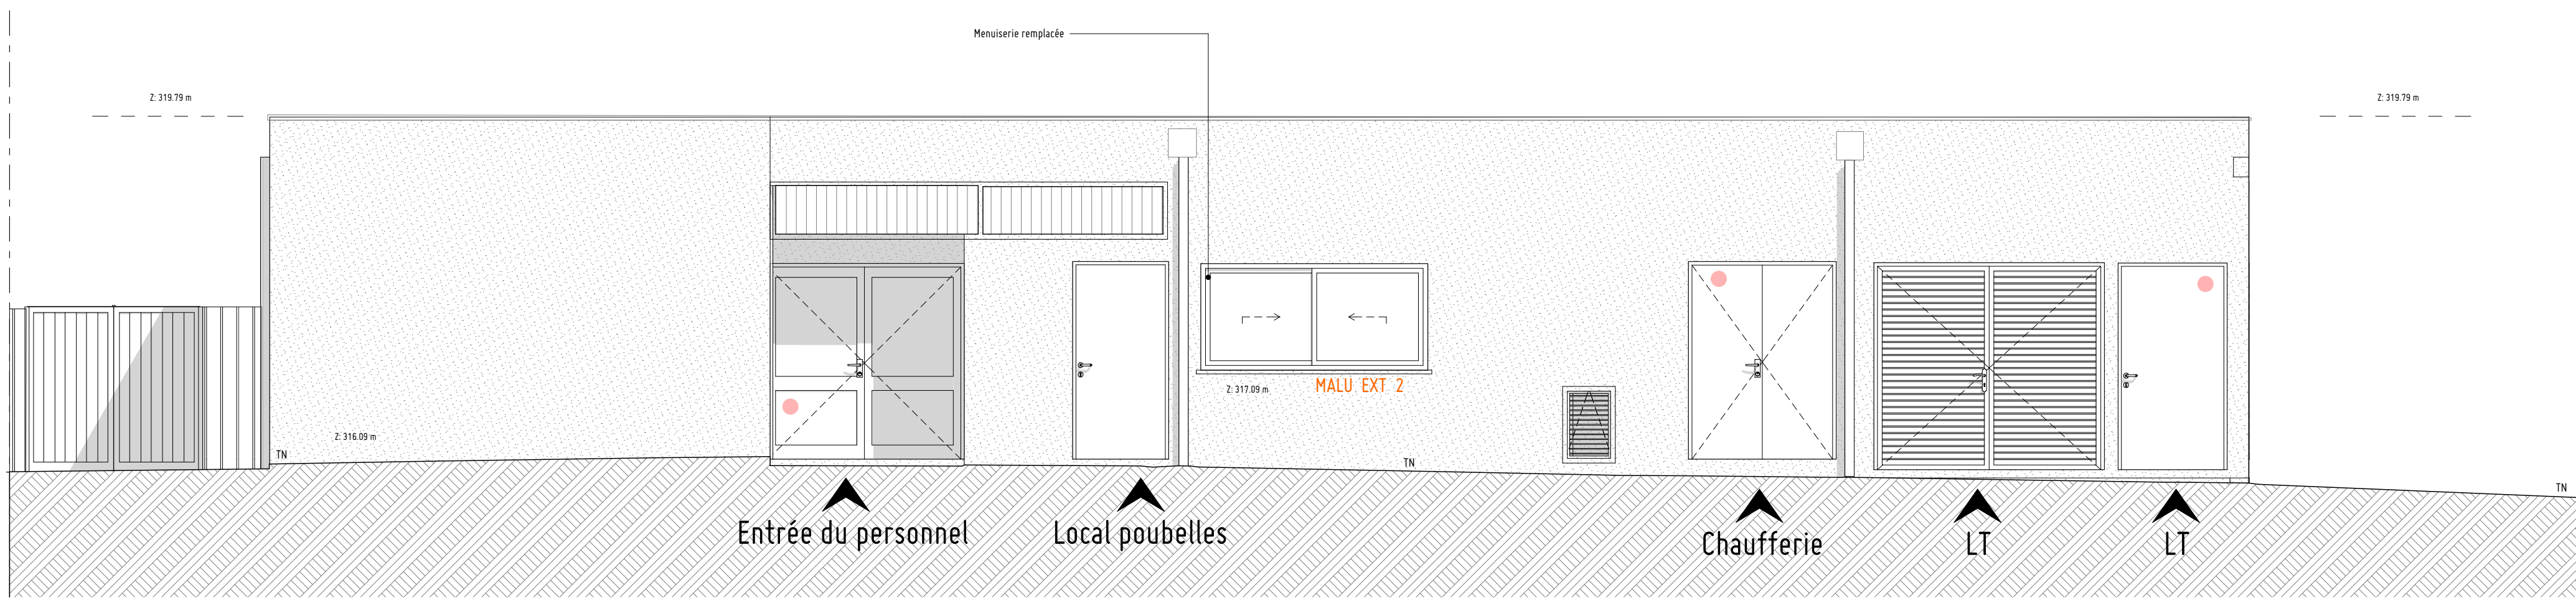 Menuiserie remplacée
Z: 319.79 m
Z: 319.79 m
Z: 317.09 m
MALU EXT 2
Z: 316.09 m
TN
TN
TN
Entrée du personnel
Local poubelles
Chaufferie
LT
LT